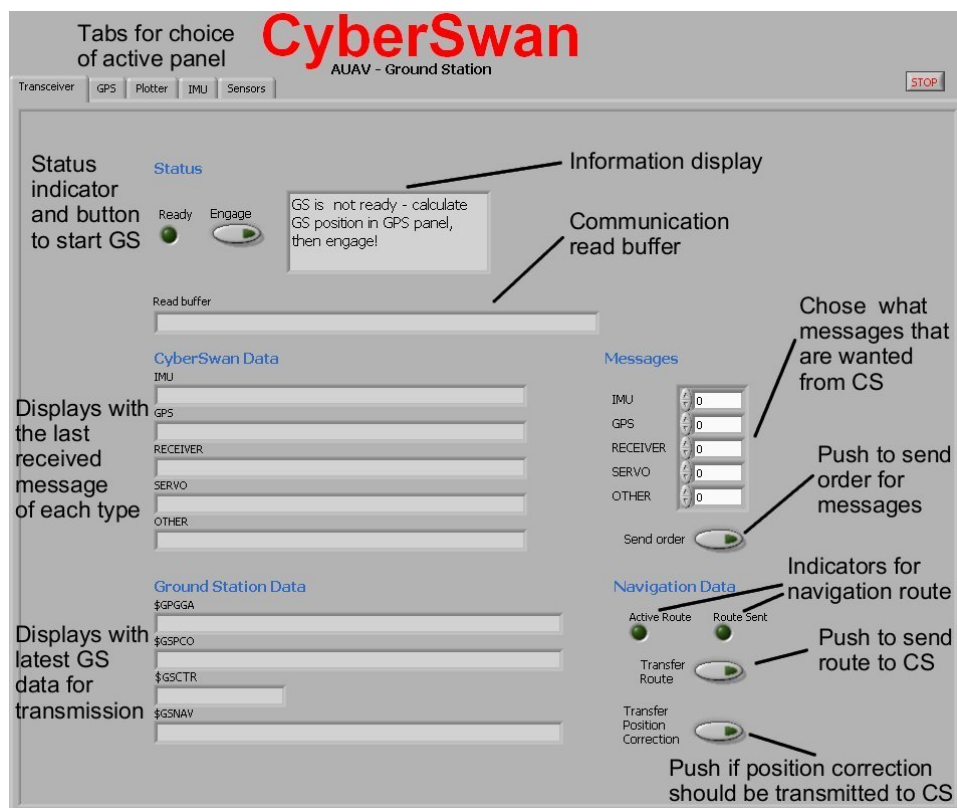 Tabs for choice
of active panel
CyberSwan
AUAV - Ground Station
Transceiver GPS Plotter IMU Sensors
STOP
Status
indicator
and button
to start GS
Status
Ready Engage
GS is not ready - calculate
GS position in GPS panel,
then engage!
Information display
Communication
read buffer
Read buffer
Chose what
messages that
are wanted
from CS
CyberSwan Data
IMU
GPS
RECEIVER
SERVO
OTHER
Displays with
the last
received
message
of each type
Messages
IMU 0
GPS 0
RECEIVER 0
SERVO 0
OTHER 0
Send order
Push to send
order for
messages
Ground Station Data
$GPGGA
$GSPCO
$GSCTR
$GSNAV
Displays with
latest GS
data for
transmission
Navigation Data
Active Route Route Sent
Indicators for
navigation route
Transfer
Route
Push to send
route to CS
Transfer
Position
Correction
Push if position correction
should be transmitted to CS